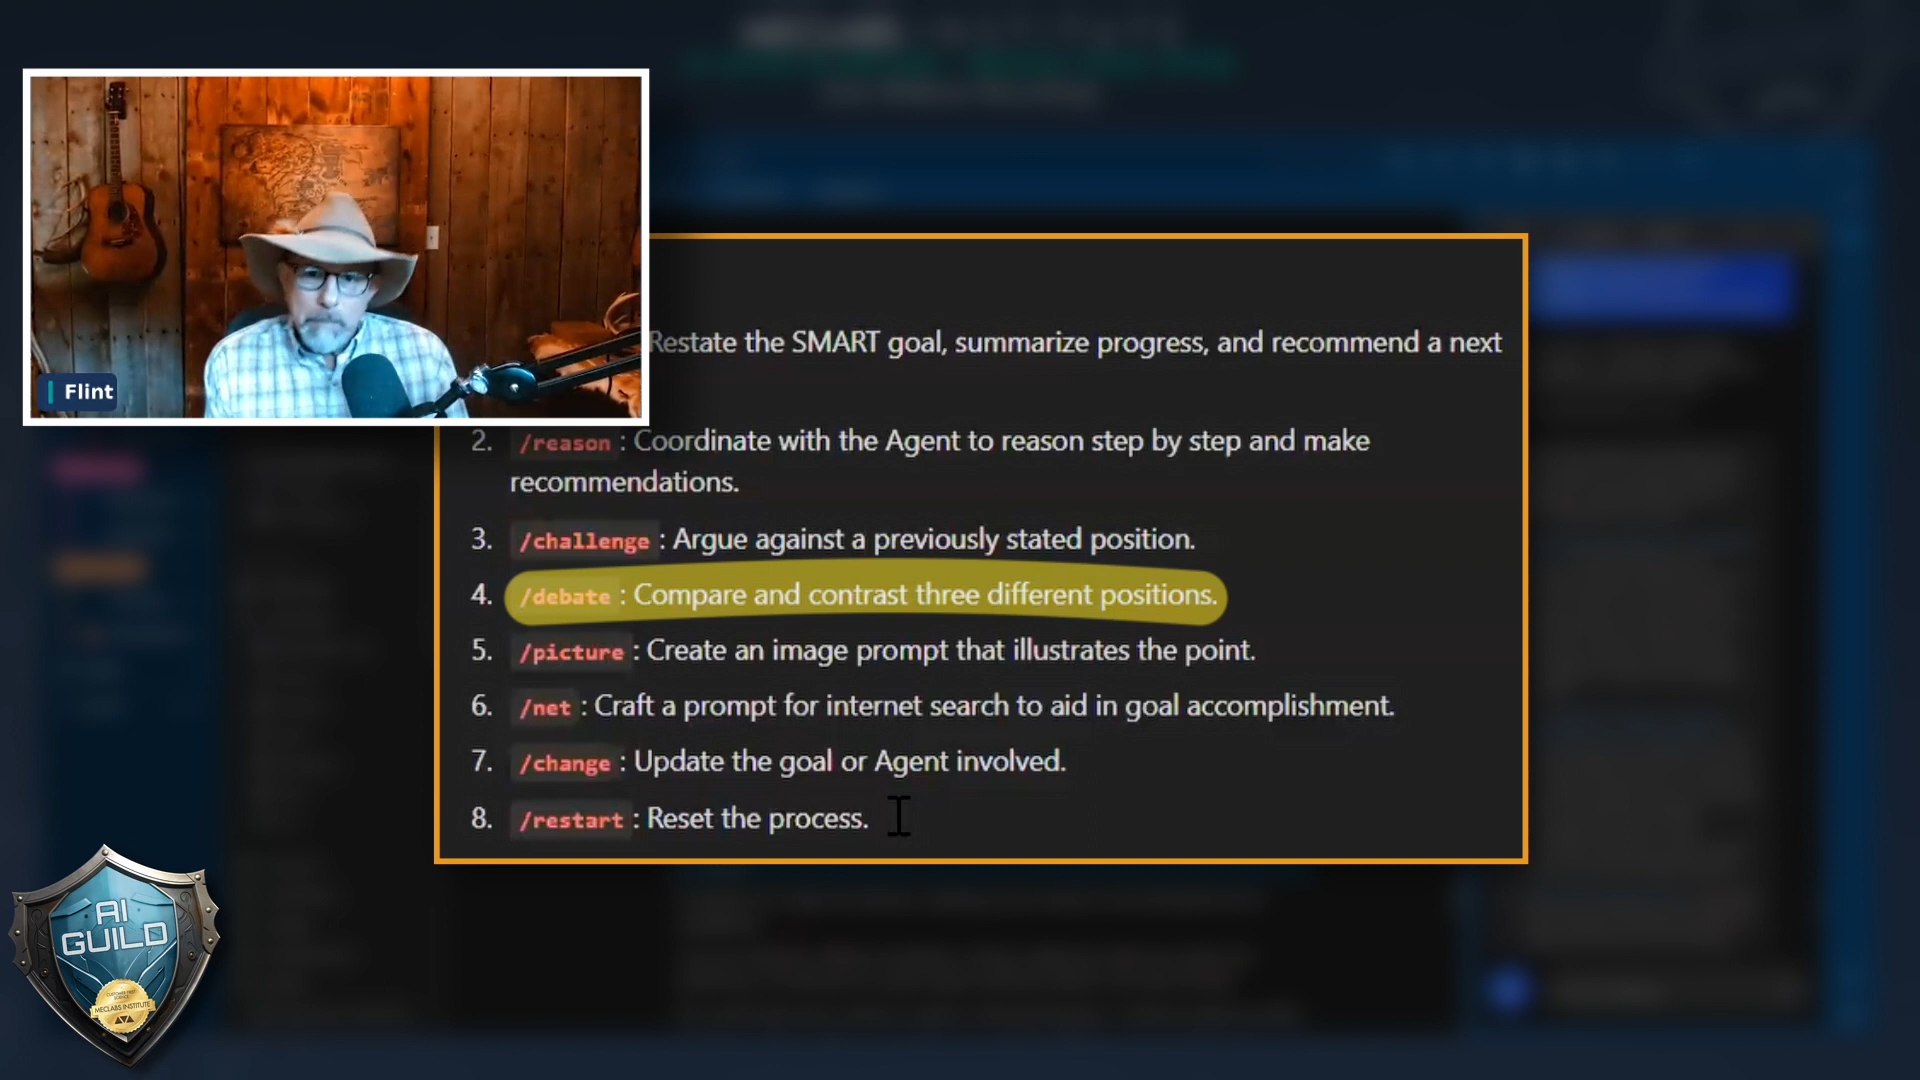 Flint
Restate the SMART goal, summarize progress, and recommend a next
2. /reason : Coordinate with the Agent to reason step by step and make
recommendations.
3. /challenge : Argue against a previously stated position.
4. /debate : Compare and contrast three different positions.
5. /picture : Create an image prompt that illustrates the point.
6. /net : Craft a prompt for internet search to aid in goal accomplishment.
7. /change : Update the goal or Agent involved.
8. /restart : Reset the process.
AI
GUILD
MECLABS INSTITUTE